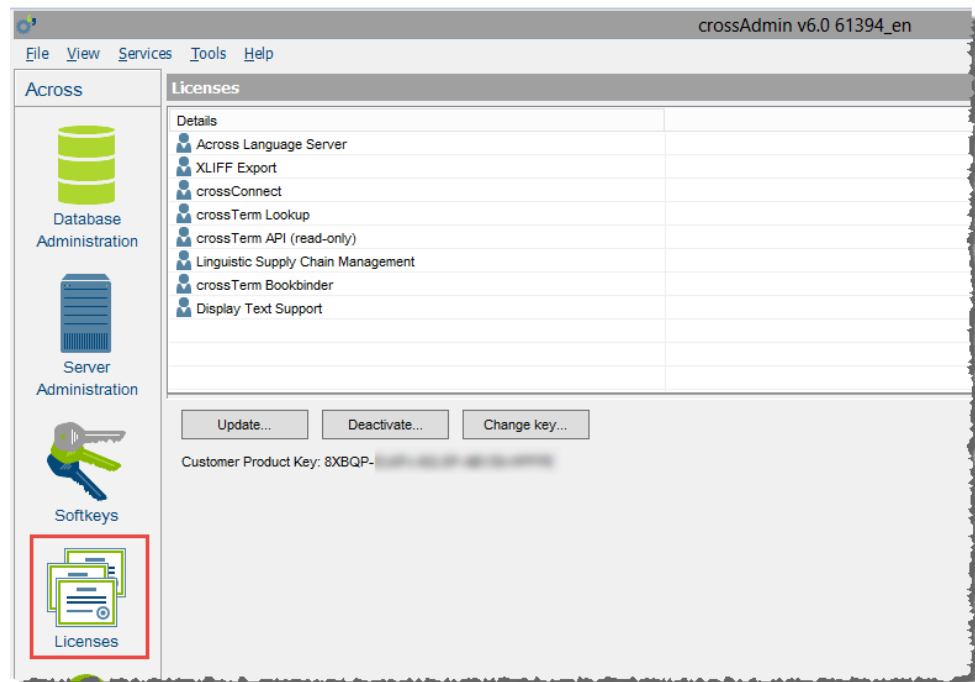 crossAdmin v6.0 61394_en
File View Services Tools Help
Across
Licenses
Details
Across Language Server
XLIFF Export
crossConnect
crossTerm Lookup
crossTerm API (read-only)
Linguistic Supply Chain Management
crossTerm Bookbinder
Display Text Support
Database
Administration
Server
Administration
Softkeys
Licenses
Update... Deactivate... Change key...
Customer Product Key: 8XBQP-